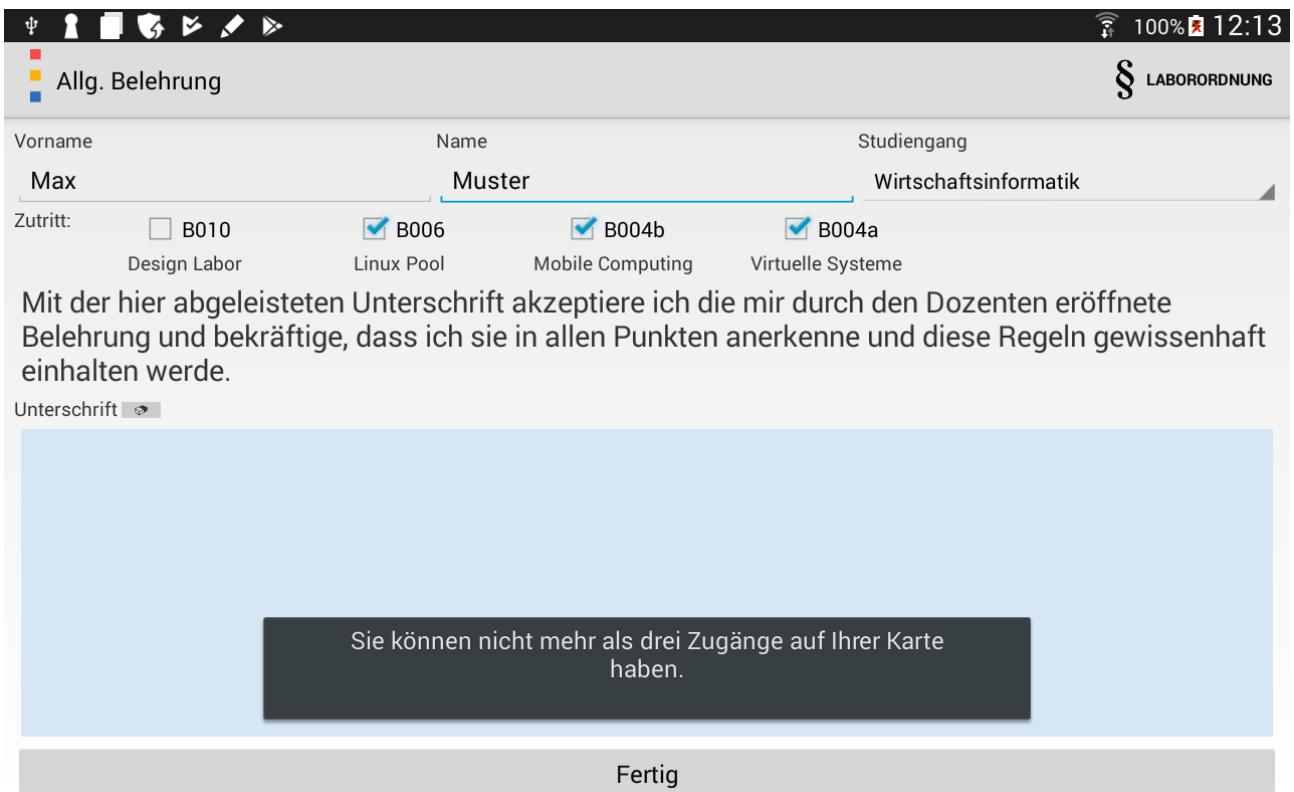 100% 12:13
Allg. Belehrung
§ LABORORDNUNG
Vorname Name Studiengang
Max Muster Wirtschaftsinformatik
Zutritt: B010 B006 B004b B004a
Design Labor Linux Pool Mobile Computing Virtuelle Systeme
Mit der hier abgeleisteten Unterschrift akzeptiere ich die mir durch den Dozenten eröffnete
Belehrung und bekräftige, dass ich sie in allen Punkten anerkenne und diese Regeln gewissenhaft
einhalten werde.
Unterschrift
Sie können nicht mehr als drei Zugänge auf Ihrer Karte
haben.
Fertig